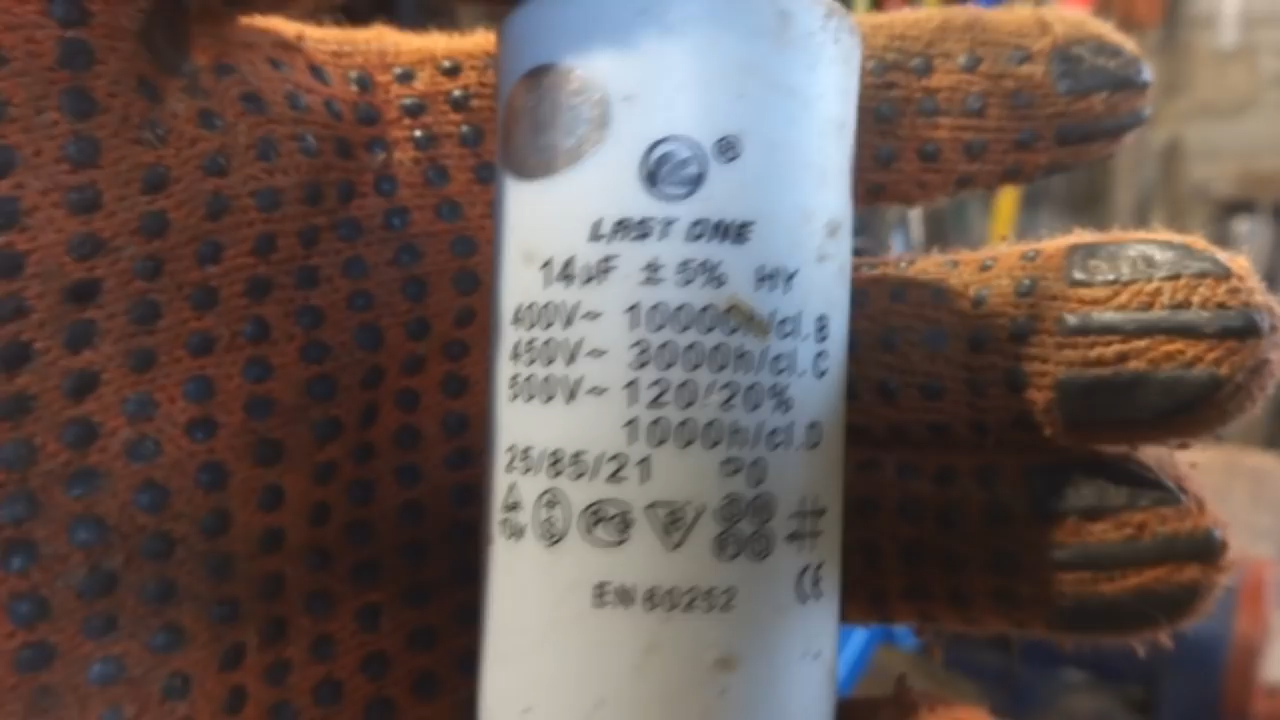 ®
LAST ONE
14µF ±5% HY
400V~ 10000h/cl.B
450V~ 3000h/cl.C
500V~ 120/20%
1000h/cl.D
25/85/21 P0
CE
EN 60252